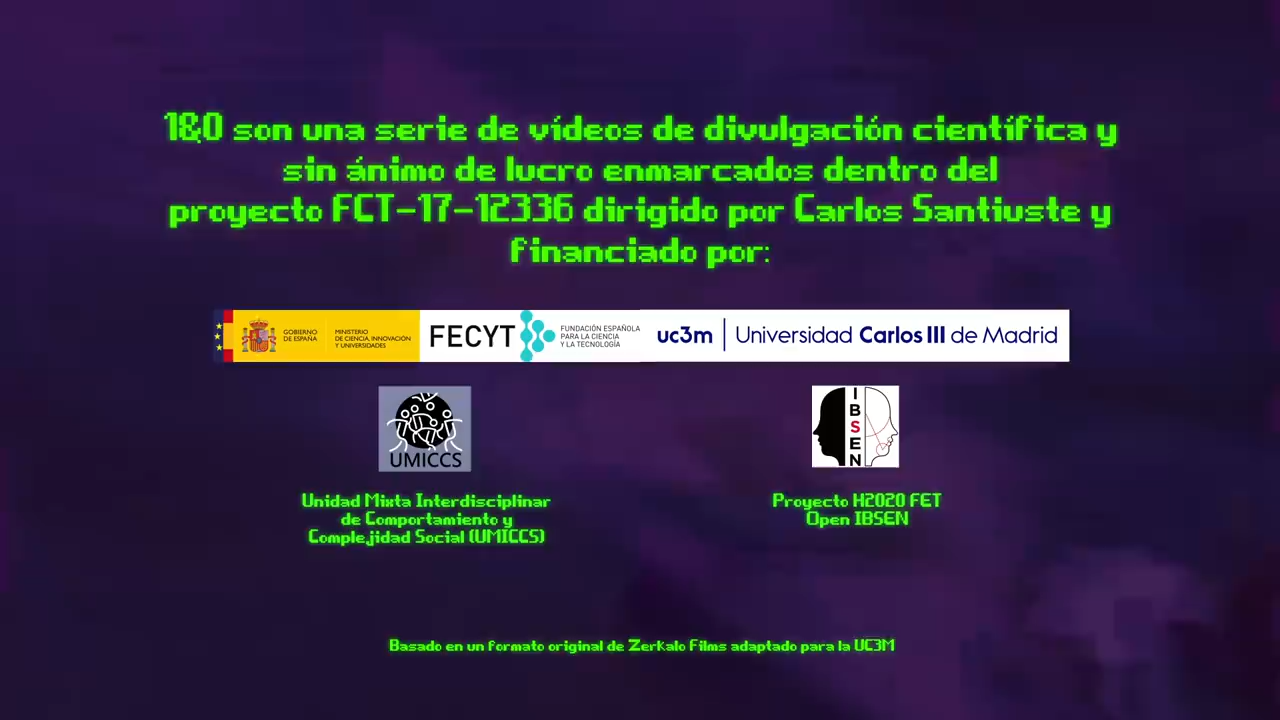 1&0 son una serie de vídeos de divulgación científica y
sin ánimo de lucro enmarcados dentro del
proyecto FCT-17-12336 dirigido por Carlos Santiuste y
financiado por:
GOBIERNO
DE ESPAÑA
MINISTERIO
DE CIENCIA, INNOVACIÓN
Y UNIVERSIDADES
FECYT
FUNDACIÓN ESPAÑOLA
PARA LA CIENCIA
Y LA TECNOLOGÍA
uc3m | Universidad Carlos III de Madrid
UMICCS
IBSEN
Unidad Mixta Interdisciplinar
de Comportamiento y
Complejidad Social (UMICCS)
Proyecto H2020 FET
Open IBSEN
Basado en un formato original de Zerkalo Films adaptado para la UC3M